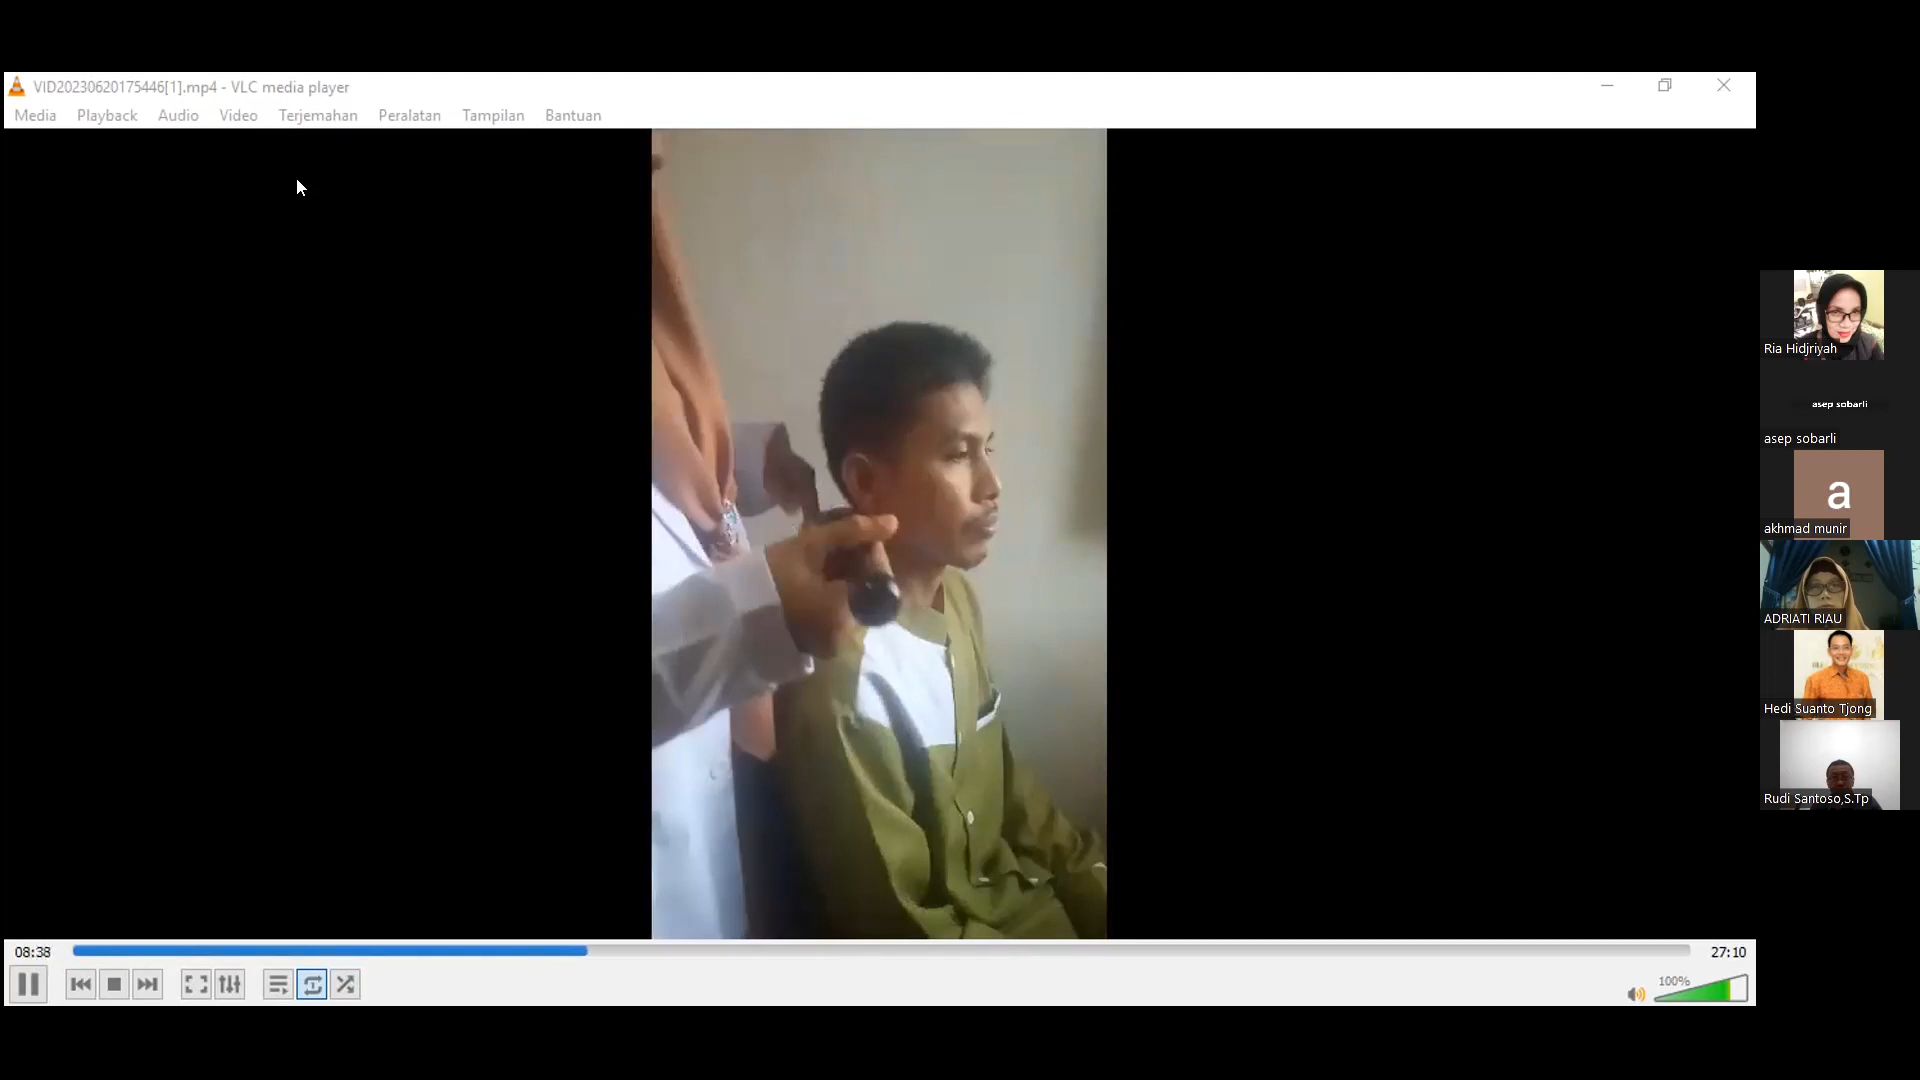 VID20230620175446[1].mp4 - VLC media player
Media Playback Audio Video Terjemahan Peralatan Tampilan Bantuan
Ria Hidjriyah
asep sobarli
asep sobarli
a
akhmad munir
ADRIATI RIAU
Hedi Suanto Tjong
Rudi Santoso,S.Tp
08:38
27:10
100%